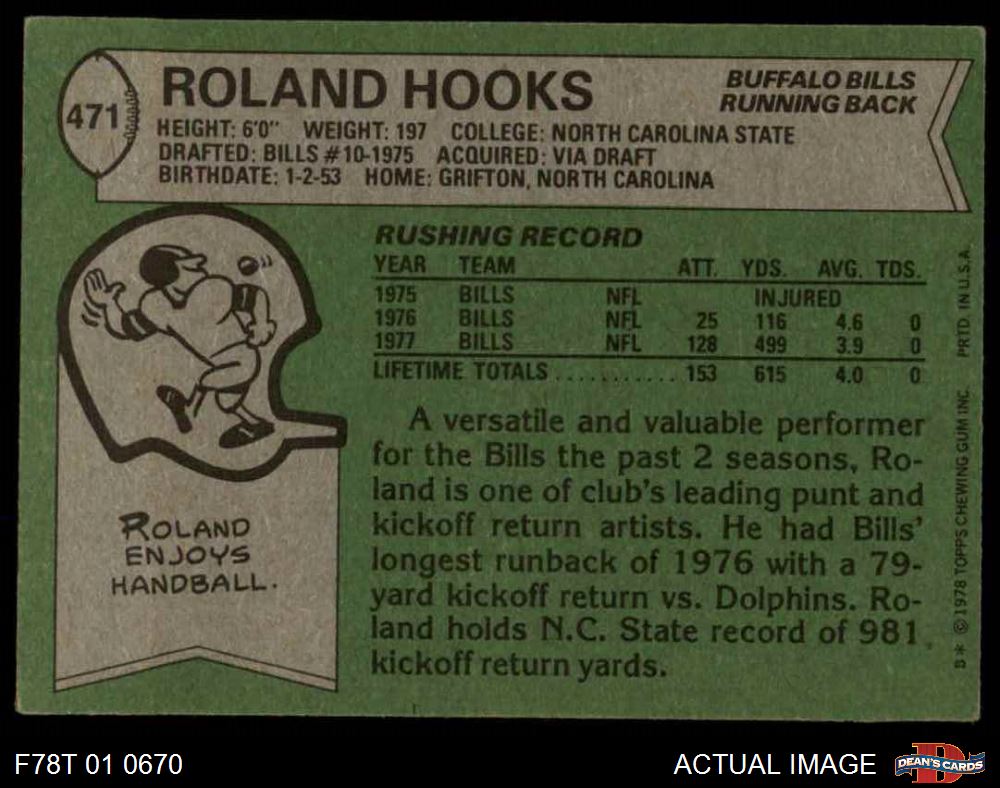 471
ROLAND HOOKS
BUFFALO BILLS
RUNNING BACK
HEIGHT: 6'0" WEIGHT: 197 COLLEGE: NORTH CAROLINA STATE
DRAFTED: BILLS #10-1975 ACQUIRED: VIA DRAFT
BIRTHDATE: 1-2-53 HOME: GRIFTON, NORTH CAROLINA
RUSHING RECORD
YEAR TEAM ATT. YDS. AVG. TDS.
1975 BILLS NFL INJURED
1976 BILLS NFL 25 116 4.6 0
1977 BILLS NFL 128 499 3.9 0
LIFETIME TOTALS ........... 153 615 4.0 0
A versatile and valuable performer
for the Bills the past 2 seasons, Ro-
land is one of club's leading punt and
kickoff return artists. He had Bills'
longest runback of 1976 with a 79-
yard kickoff return vs. Dolphins. Ro-
land holds N.C. State record of 981
kickoff return yards.
ROLAND
ENJOYS
HANDBALL.
B* © 1978 TOPPS CHEWING GUM INC. PRTD. IN U.S.A.
F78T 01 0670
ACTUAL IMAGE
DEAN'S CARDS